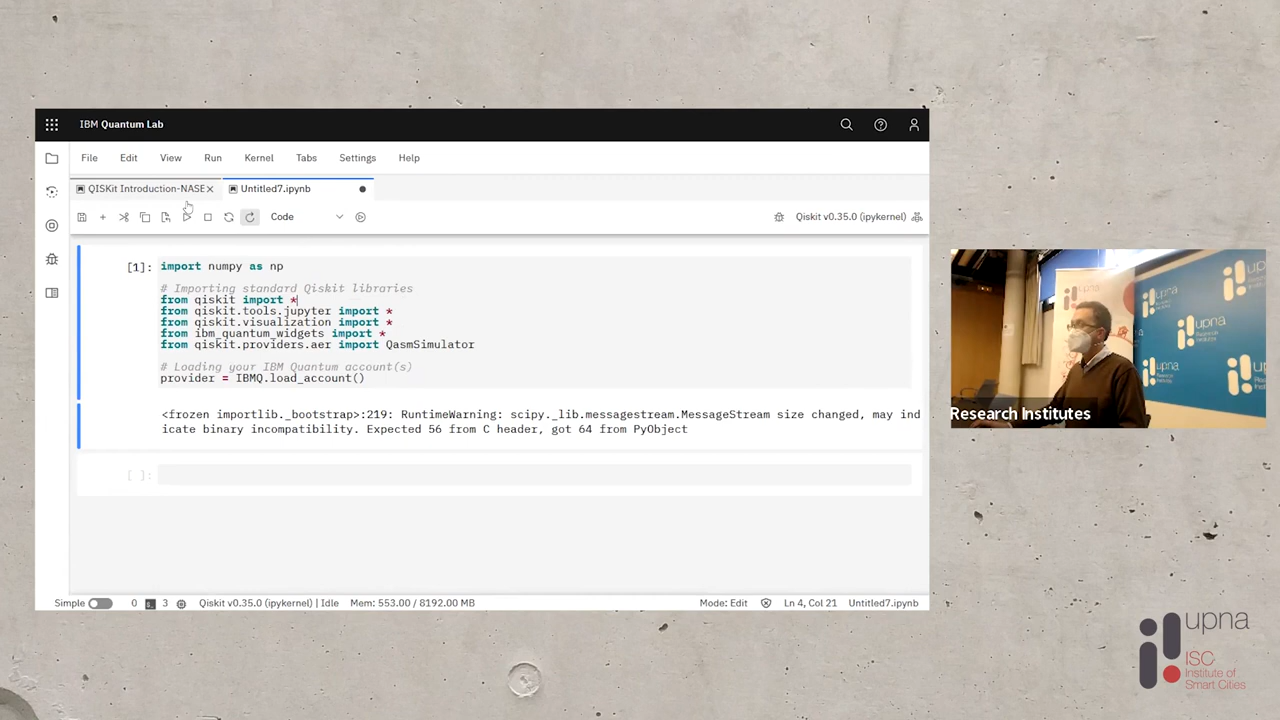 IBM Quantum Lab
File Edit View Run Kernel Tabs Settings Help
QISKit Introduction-NASE Untitled7.ipynb
Code Qiskit v0.35.0 (ipykernel)
[1]: import numpy as np
# Importing standard Qiskit libraries
from qiskit import *
from qiskit.tools.jupyter import *
from qiskit.visualization import *
from ibm_quantum_widgets import *
from qiskit.providers.aer import QasmSimulator
# Loading your IBM Quantum account(s)
provider = IBMQ.load_account()
<frozen importlib._bootstrap>:219: RuntimeWarning: scipy._lib.messagestream.MessageStream size changed, may ind
icate binary incompatibility. Expected 56 from C header, got 64 from PyObject
[ ]:
Simple 0 3 Qiskit v0.35.0 (ipykernel) | Idle Mem: 553.00 / 8192.00 MB Mode: Edit Ln 4, Col 21 Untitled7.ipynb
upna
upna
upna
upna
Research Institutes
upna
ISC
Institute of
Smart Cities